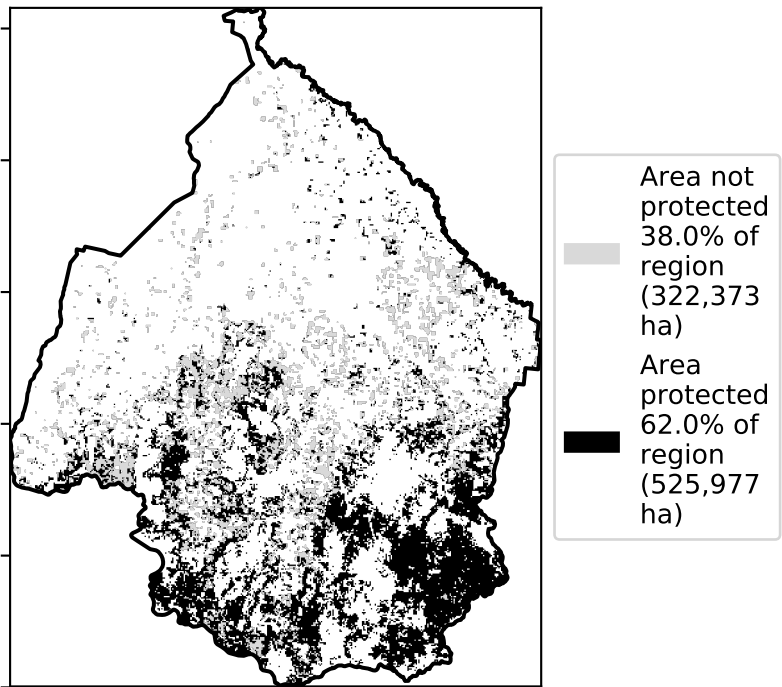 Area not
protected
38.0% of
region
(322,373
ha)
Area
protected
62.0% of
region
(525,977
ha)